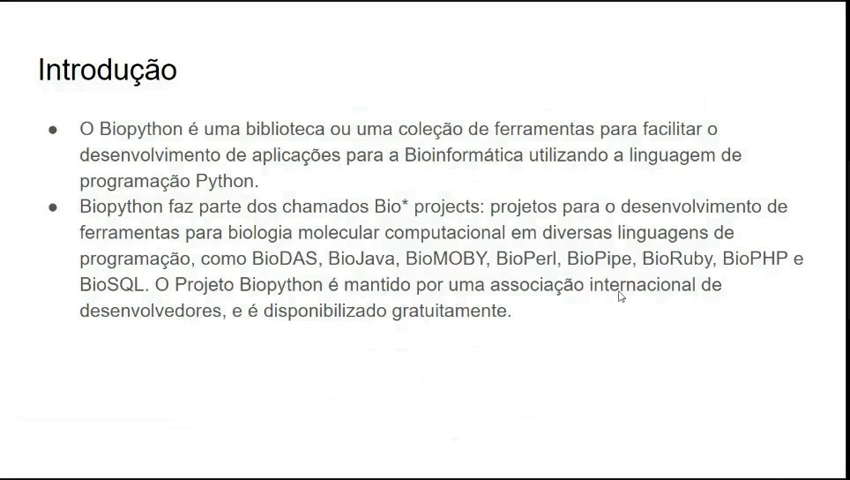 Introdução
● O Biopython é uma biblioteca ou uma coleção de ferramentas para facilitar o
desenvolvimento de aplicações para a Bioinformática utilizando a linguagem de
programação Python.
● Biopython faz parte dos chamados Bio* projects: projetos para o desenvolvimento de
ferramentas para biologia molecular computacional em diversas linguagens de
programação, como BioDAS, BioJava, BioMOBY, BioPerl, BioPipe, BioRuby, BioPHP e
BioSQL. O Projeto Biopython é mantido por uma associação internacional de
desenvolvedores, e é disponibilizado gratuitamente.